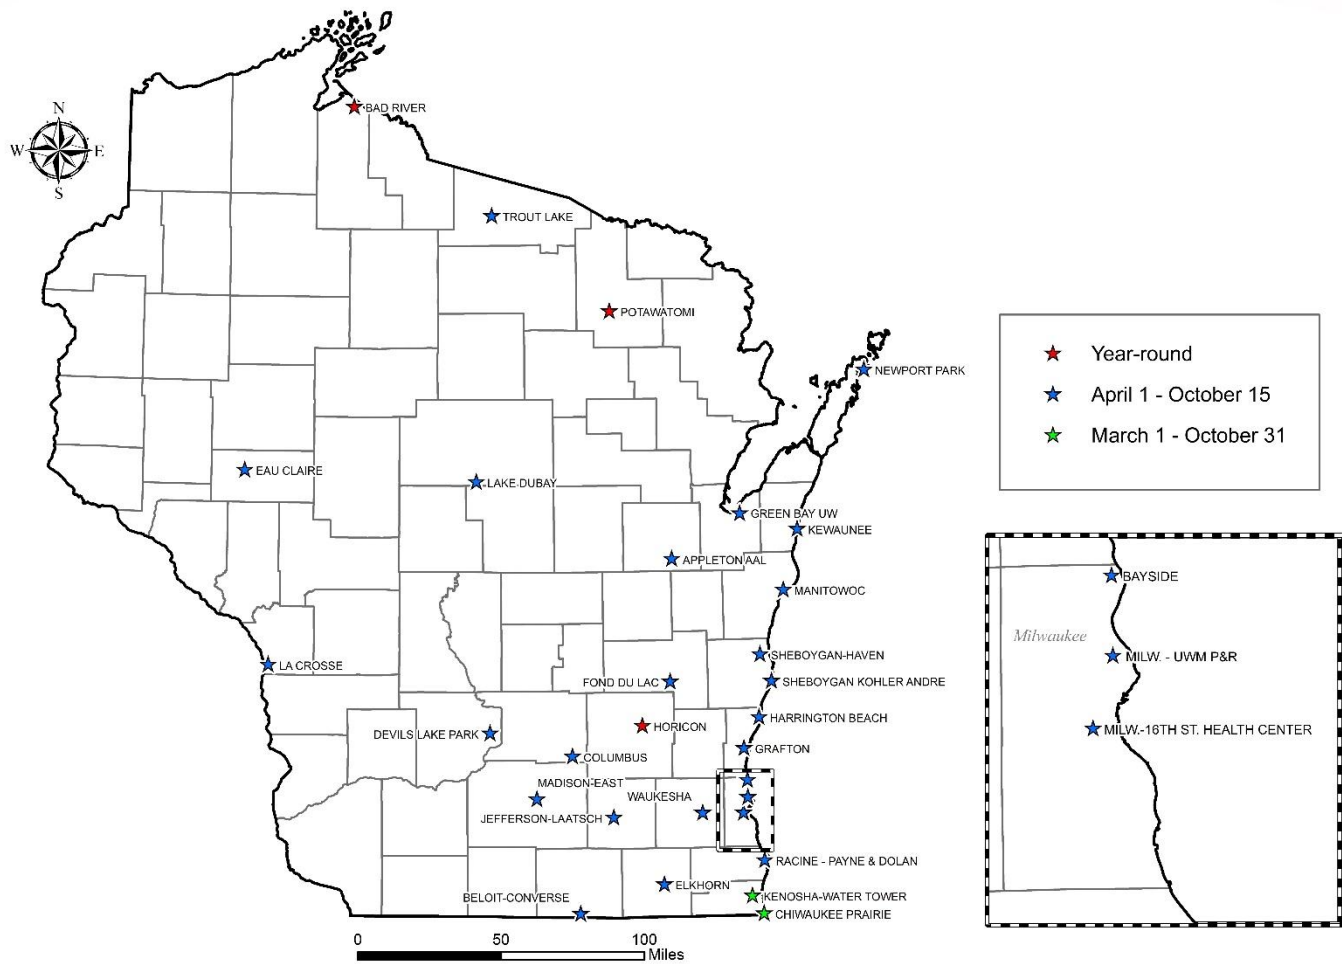 N
W
E
S
BAD RIVER
TROUT LAKE
POTAWATOMI
NEWPORT PARK
EAU CLAIRE
LAKE DUBAY
GREEN BAY UW
KEWAUNEE
APPLETON AAL
MANITOWOC
SHEBOYGAN-HAVEN
LA CROSSE
FOND DU LAC
SHEBOYGAN KOHLER ANDRE
HARRINGTON BEACH
HORICON
DEVILS LAKE PARK
GRAFTON
COLUMBUS
MADISON-EAST
WAUKESHA
JEFFERSON-LAATSCH
RACINE - PAYNE & DOLAN
ELKHORN
KENOSHA-WATER TOWER
BELOIT-CONVERSE
CHIWAUKEE PRAIRIE
0 50 100
Miles
Year-round
April 1 - October 15
March 1 - October 31
BAYSIDE
Milwaukee
MILW. - UWM P&R
MILW.-16TH ST. HEALTH CENTER